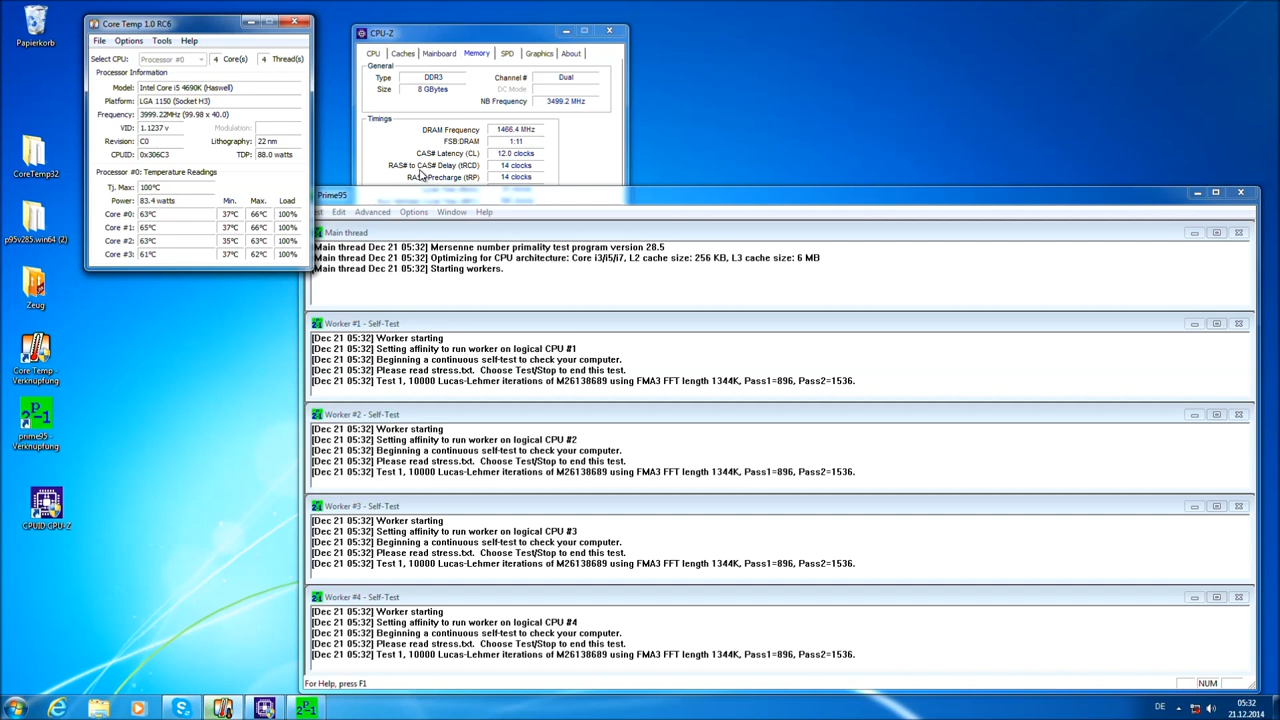 Papierkorb
CoreTemp32
p95v285.win64 (2)
Zeug
Core Temp -
Verknüpfung
prime95 -
Verknüpfung
CPUID CPU-Z
Core Temp 1.0 RC6
File Options Tools Help
Select CPU: Processor #0 4 Core(s) 4 Thread(s)
Processor Information
Model: Intel Core i5 4690K (Haswell)
Platform: LGA 1150 (Socket H3)
Frequency: 3999.22MHz (99.98 x 40.0)
VID: 1.1237 v Modulation:
Revision: C0 Lithography: 22 nm
CPUID: 0x306C3 TDP: 88.0 watts
Processor #0: Temperature Readings
Tj. Max: 100°C
Power: 83.4 watts Min. Max. Load
Core #0: 63°C 37°C 66°C 100%
Core #1: 65°C 37°C 66°C 100%
Core #2: 63°C 35°C 63°C 100%
Core #3: 61°C 37°C 62°C 100%
CPU-Z
CPU Caches Mainboard Memory SPD Graphics About
General
Type DDR3 Channel # Dual
Size 8 GBytes DC Mode
NB Frequency 3499.2 MHz
Timings
DRAM Frequency 1466.4 MHz
FSB:DRAM 1:11
CAS# Latency (CL) 12.0 clocks
RAS# to CAS# Delay (tRCD) 14 clocks
RAS# Precharge (tRP) 14 clocks
Prime95
Edit Advanced Options Window Help
Main thread
Main thread Dec 21 05:32] Mersenne number primality test program version 28.5
Main thread Dec 21 05:32] Optimizing for CPU architecture: Core i3/i5/i7, L2 cache size: 256 KB, L3 cache size: 6 MB
Main thread Dec 21 05:32] Starting workers.
Worker #1 - Self-Test
[Dec 21 05:32] Worker starting
[Dec 21 05:32] Setting affinity to run worker on logical CPU #1
[Dec 21 05:32] Beginning a continuous self-test to check your computer.
[Dec 21 05:32] Please read stress.txt. Choose Test/Stop to end this test.
[Dec 21 05:32] Test 1, 10000 Lucas-Lehmer iterations of M26138689 using FMA3 FFT length 1344K, Pass1=896, Pass2=1536.
Worker #2 - Self-Test
[Dec 21 05:32] Worker starting
[Dec 21 05:32] Setting affinity to run worker on logical CPU #2
[Dec 21 05:32] Beginning a continuous self-test to check your computer.
[Dec 21 05:32] Please read stress.txt. Choose Test/Stop to end this test.
[Dec 21 05:32] Test 1, 10000 Lucas-Lehmer iterations of M26138689 using FMA3 FFT length 1344K, Pass1=896, Pass2=1536.
Worker #3 - Self-Test
[Dec 21 05:32] Worker starting
[Dec 21 05:32] Setting affinity to run worker on logical CPU #3
[Dec 21 05:32] Beginning a continuous self-test to check your computer.
[Dec 21 05:32] Please read stress.txt. Choose Test/Stop to end this test.
[Dec 21 05:32] Test 1, 10000 Lucas-Lehmer iterations of M26138689 using FMA3 FFT length 1344K, Pass1=896, Pass2=1536.
Worker #4 - Self-Test
[Dec 21 05:32] Worker starting
[Dec 21 05:32] Setting affinity to run worker on logical CPU #4
[Dec 21 05:32] Beginning a continuous self-test to check your computer.
[Dec 21 05:32] Please read stress.txt. Choose Test/Stop to end this test.
[Dec 21 05:32] Test 1, 10000 Lucas-Lehmer iterations of M26138689 using FMA3 FFT length 1344K, Pass1=896, Pass2=1536.
For Help, press F1 NUM
DE 05:32
21.12.2014